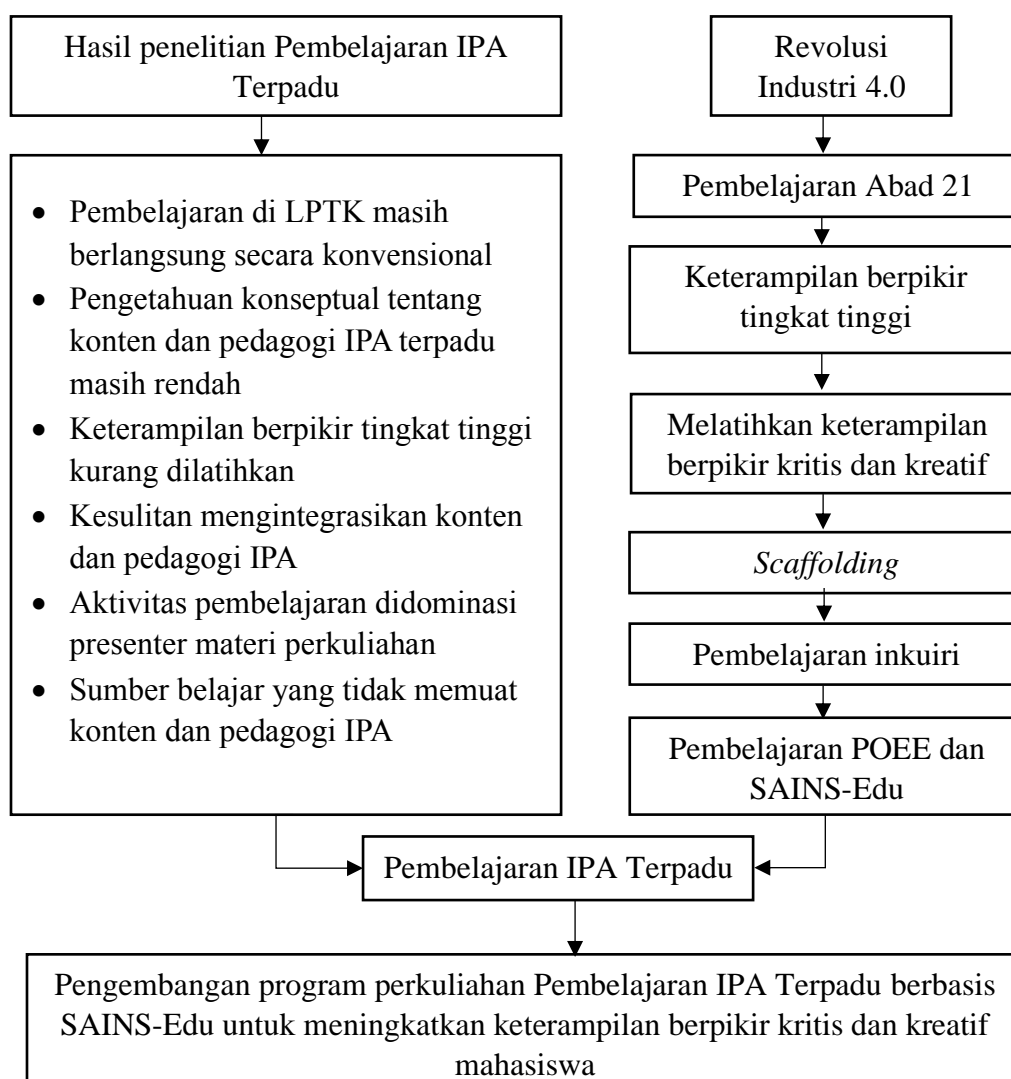 Hasil penelitian Pembelajaran IPA
Terpadu
• Pembelajaran di LPTK masih
berlangsung secara konvensional
• Pengetahuan konseptual tentang
konten dan pedagogi IPA terpadu
masih rendah
• Keterampilan berpikir tingkat tinggi
kurang dilatihkan
• Kesulitan mengintegrasikan konten
dan pedagogi IPA
• Aktivitas pembelajaran didominasi
presenter materi perkuliahan
• Sumber belajar yang tidak memuat
konten dan pedagogi IPA
Revolusi
Industri 4.0
Pembelajaran Abad 21
Keterampilan berpikir
tingkat tinggi
Melatihkan keterampilan
berpikir kritis dan kreatif
Scaffolding
Pembelajaran inkuiri
Pembelajaran POEE dan
SAINS-Edu
Pembelajaran IPA Terpadu
Pengembangan program perkuliahan Pembelajaran IPA Terpadu berbasis
SAINS-Edu untuk meningkatkan keterampilan berpikir kritis dan kreatif
mahasiswa